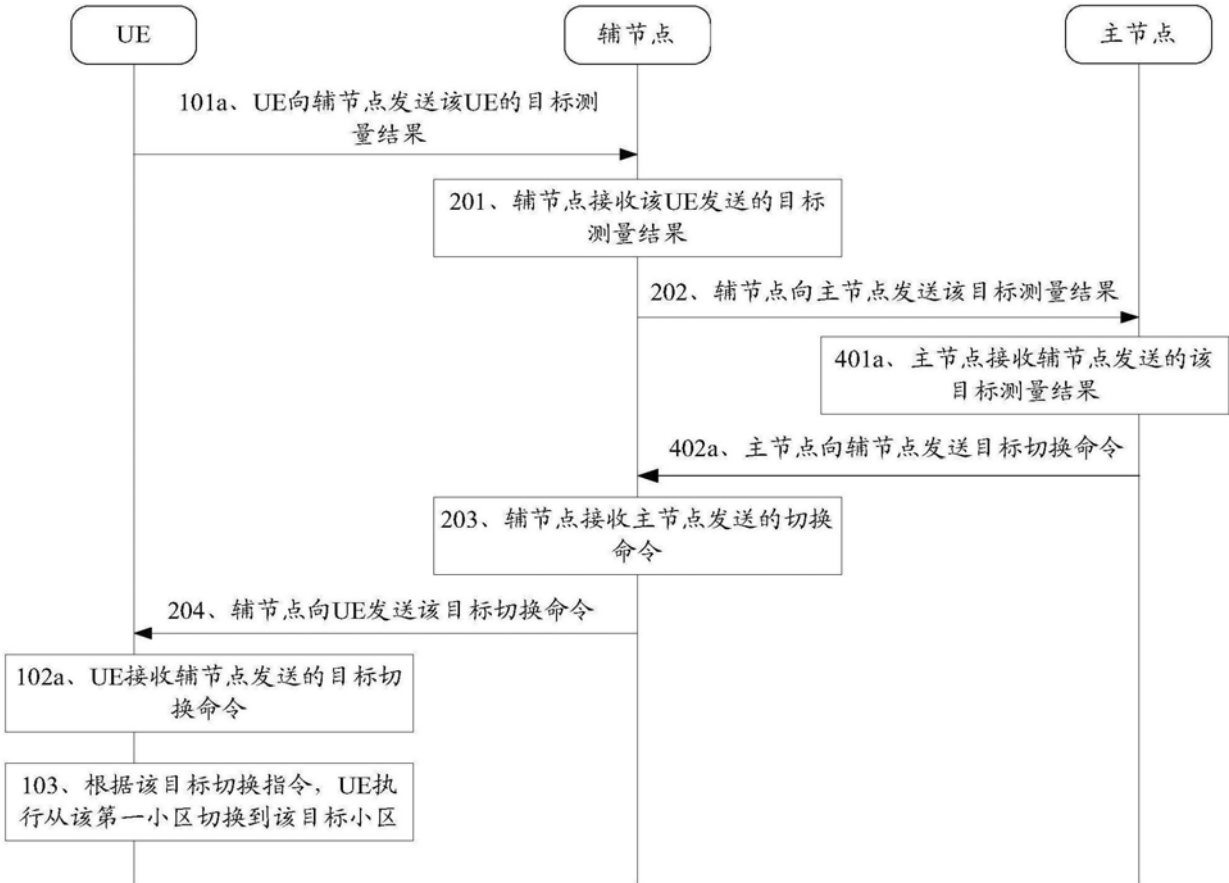 UE
辅节点
主节点
101a、UE向辅节点发送该UE的目标测
量结果
201、辅节点接收该UE发送的目标
测量结果
202、辅节点向主节点发送该目标测量结果
401a、主节点接收辅节点发送的该
目标测量结果
402a、主节点向辅节点发送目标切换命令
203、辅节点接收主节点发送的切换
命令
204、辅节点向UE发送该目标切换命令
102a、UE接收辅节点发送的目标切
换命令
103、根据该目标切换指令，UE执
行从该第一小区切换到该目标小区